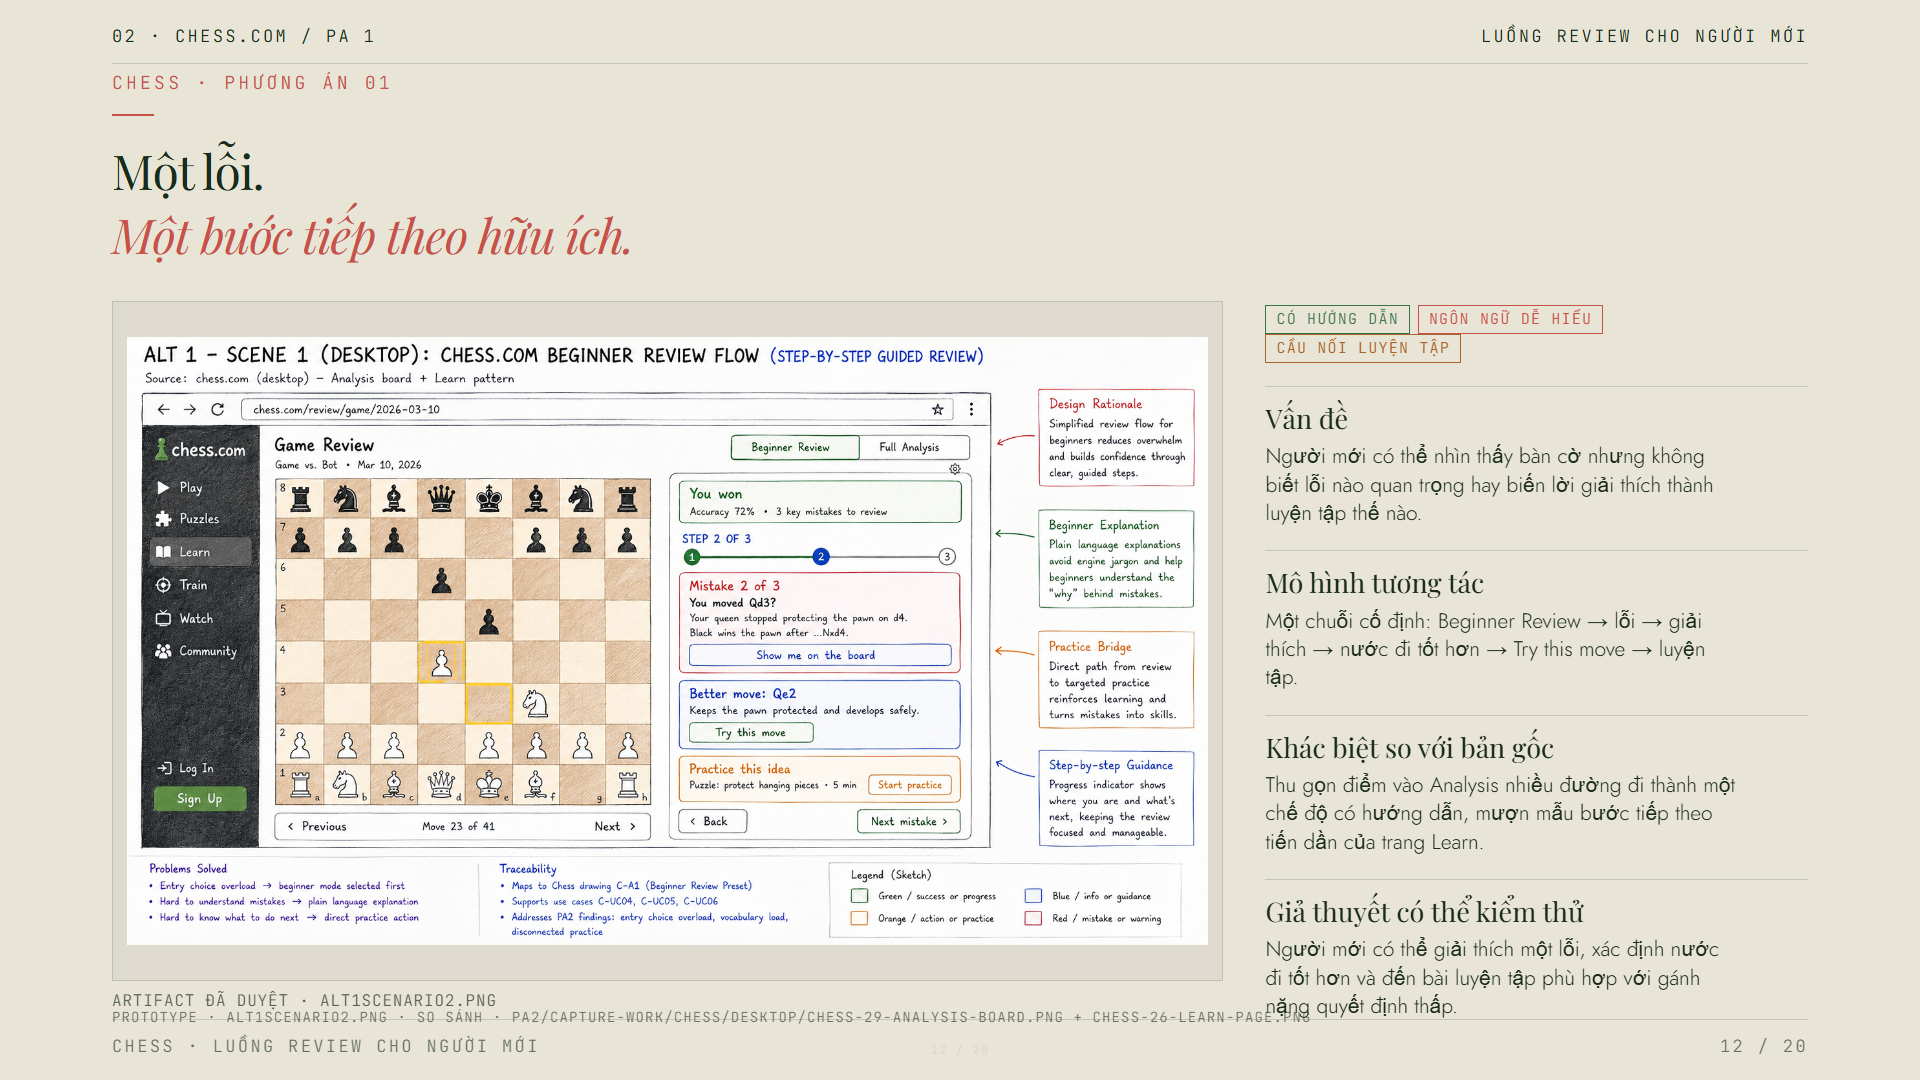 02 · CHESS.COM / PA 1
LUỒNG REVIEW CHO NGƯỜI MỚI
CHESS · PHƯƠNG ÁN 01
Một lỗi.
Một bước tiếp theo hữu ích.
ALT 1 – SCENE 1 (DESKTOP): CHESS.COM BEGINNER REVIEW FLOW (STEP-BY-STEP GUIDED REVIEW)
Source: chess.com (desktop) – Analysis board + Learn pattern
chess.com/review/game/2026-03-10
chess.com
Play
Puzzles
Learn
Train
Watch
Community
Log In
Sign Up
Game Review
Game vs. Bot • Mar 10, 2026
Beginner Review
Full Analysis
8
7
6
5
4
3
2
1
a
b
c
d
e
f
g
h
< Previous
Move 23 of 41
Next >
You won
Accuracy 72% • 3 key mistakes to review
STEP 2 OF 3
1
2
3
Mistake 2 of 3
You moved Qd3?
Your queen stopped protecting the pawn on d4.
Black wins the pawn after ...Nxd4.
Show me on the board
Better move: Qe2
Keeps the pawn protected and develops safely.
Try this move
Practice this idea
Puzzle: protect hanging pieces • 5 min
Start practice
< Back
Next mistake >
Design Rationale
Simplified review flow for
beginners reduces overwhelm
and builds confidence through
clear, guided steps.
Beginner Explanation
Plain language explanations
avoid engine jargon and help
beginners understand the
“why” behind mistakes.
Practice Bridge
Direct path from review
to targeted practice
reinforces learning and
turns mistakes into skills.
Step-by-step Guidance
Progress indicator shows
where you are and what's
next, keeping the review
focused and manageable.
Problems Solved
• Entry choice overload → beginner mode selected first
• Hard to understand mistakes → plain language explanation
• Hard to know what to do next → direct practice action
Traceability
• Maps to Chess drawing C-A1 (Beginner Review Preset)
• Supports use cases C-UC04, C-UC05, C-UC06
• Addresses PA2 findings: entry choice overload, vocabulary load,
disconnected practice
Legend (Sketch)
Green / success or progress
Blue / info or guidance
Orange / action or practice
Red / mistake or warning
CÓ HƯỚNG DẪN
NGÔN NGỮ DỄ HIỂU
CẦU NỐI LUYỆN TẬP
Vấn đề
Người mới có thể nhìn thấy bàn cờ nhưng không
biết lỗi nào quan trọng hay biến lời giải thích thành
luyện tập thế nào.
Mô hình tương tác
Một chuỗi cố định: Beginner Review → lỗi → giải
thích → nước đi tốt hơn → Try this move → luyện
tập.
Khác biệt so với bản gốc
Thu gọn điểm vào Analysis nhiều đường đi thành một
chế độ có hướng dẫn, mượn mẫu bước tiếp theo
tiến dần của trang Learn.
Giả thuyết có thể kiểm thử
Người mới có thể giải thích một lỗi, xác định nước
đi tốt hơn và đến bài luyện tập phù hợp với gánh
nặng quyết định thấp.
ARTIFACT ĐÃ DUYỆT · ALT1SCENARIO2.PNG
PROTOTYPE · ALT1SCENARIO2.PNG · SO SÁNH · PA2/CAPTURE-WORK/CHESS/DESKTOP/CHESS-29-ANALYSIS-BOARD.PNG + CHESS-26-LEARN-PAGE.PNG
CHESS · LUỒNG REVIEW CHO NGƯỜI MỚI
12 / 20
12 / 20